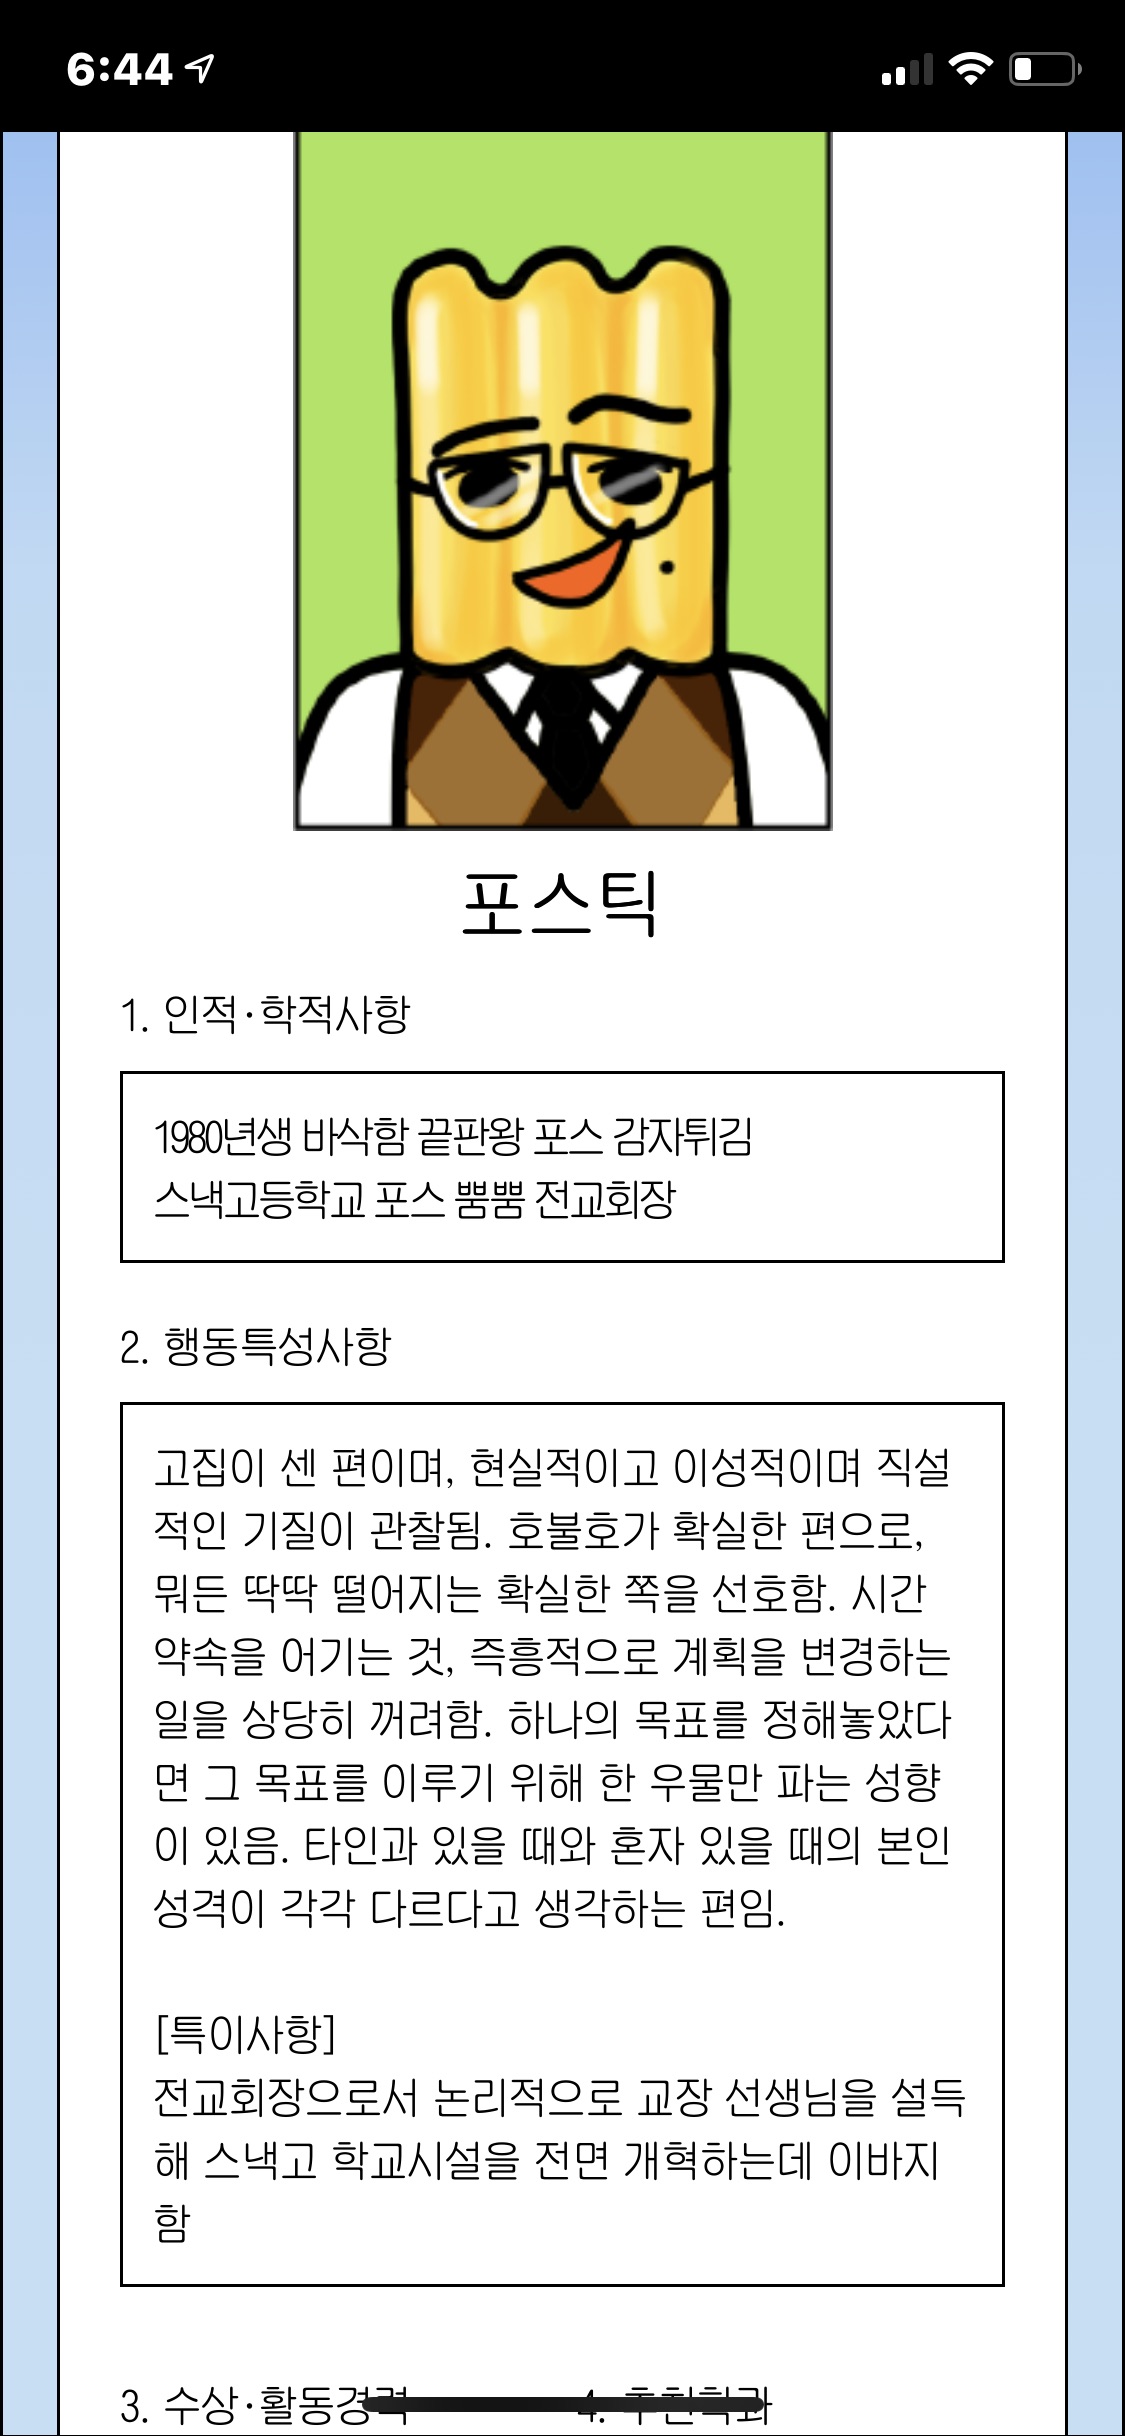 6:44
포스틱
1. 인적·학적사항
1980년생 바삭함 끝판왕 포스 감자튀김
스낵고등학교 포스 뿜뿜 전교회장
2. 행동특성사항
고집이 센 편이며, 현실적이고 이성적이며 직설
적인 기질이 관찰됨. 호불호가 확실한 편으로,
뭐든 딱딱 떨어지는 확실한 쪽을 선호함. 시간
약속을 어기는 것, 즉흥적으로 계획을 변경하는
일을 상당히 꺼려함. 하나의 목표를 정해놓았다
면 그 목표를 이루기 위해 한 우물만 파는 성향
이 있음. 타인과 있을 때와 혼자 있을 때의 본인
성격이 각각 다르다고 생각하는 편임.
[특이사항]
전교회장으로서 논리적으로 교장 선생님을 설득
해 스낵고 학교시설을 전면 개혁하는데 이바지
함
3. 수상·활동경력 4. 추천학과